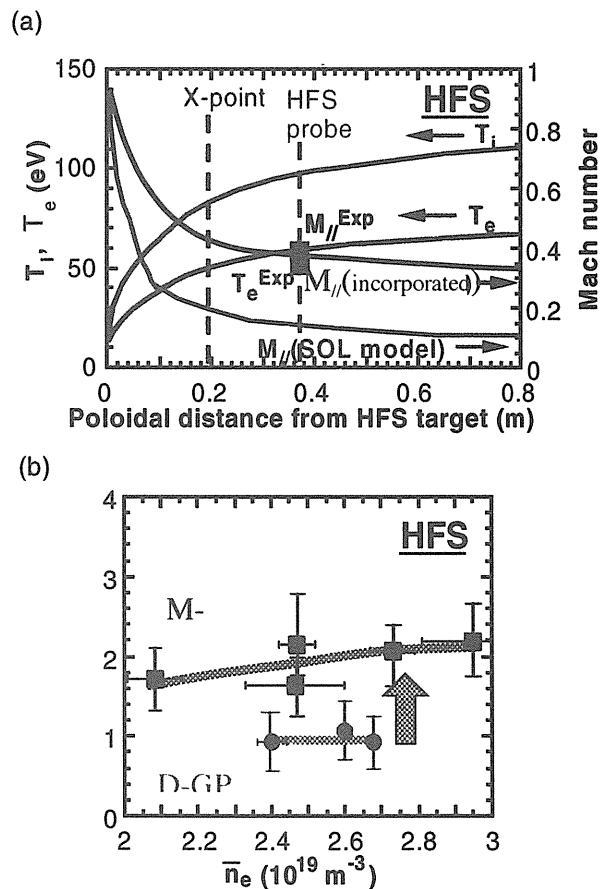 (a)
150
100
50
0
T_i, T_e (eV)
X-point
HFS
probe
HFS
T_i
M_//^Exp
T_e
T_e^Exp
M_//(incorporated)
M_//(SOL model)
1
0.8
0.6
0.4
0.2
0
Mach number
0 0.2 0.4 0.6 0.8
Poloidal distance from HFS target (m)
(b)
4
3
2
1
0
HFS
M-
D-GP
2 2.2 2.4 2.6 2.8 3
n̄_e (10^19 m^-3)